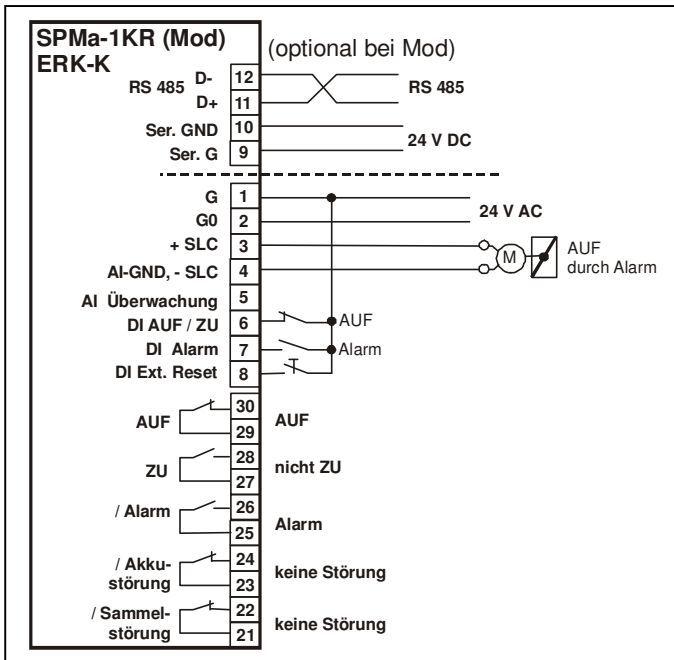 SPMa-1KR (Mod)
ERK-K
(optional bei Mod)
RS 485 D- 12 RS 485
D+ 11
Ser. GND 10 24 V DC
Ser. G 9
G 1 24 V AC
G0 2
+ SLC 3 M AUF
durch Alarm
AI-GND, - SLC 4
AI Überwachung 5
DI AUF / ZU 6 AUF
DI Alarm 7 Alarm
DI Ext. Reset 8
AUF 30 AUF
29
ZU 28 nicht ZU
27
/ Alarm 26 Alarm
25
/ Akku- 24 keine Störung
störung 23
/ Sammel- 22 keine Störung
störung 21